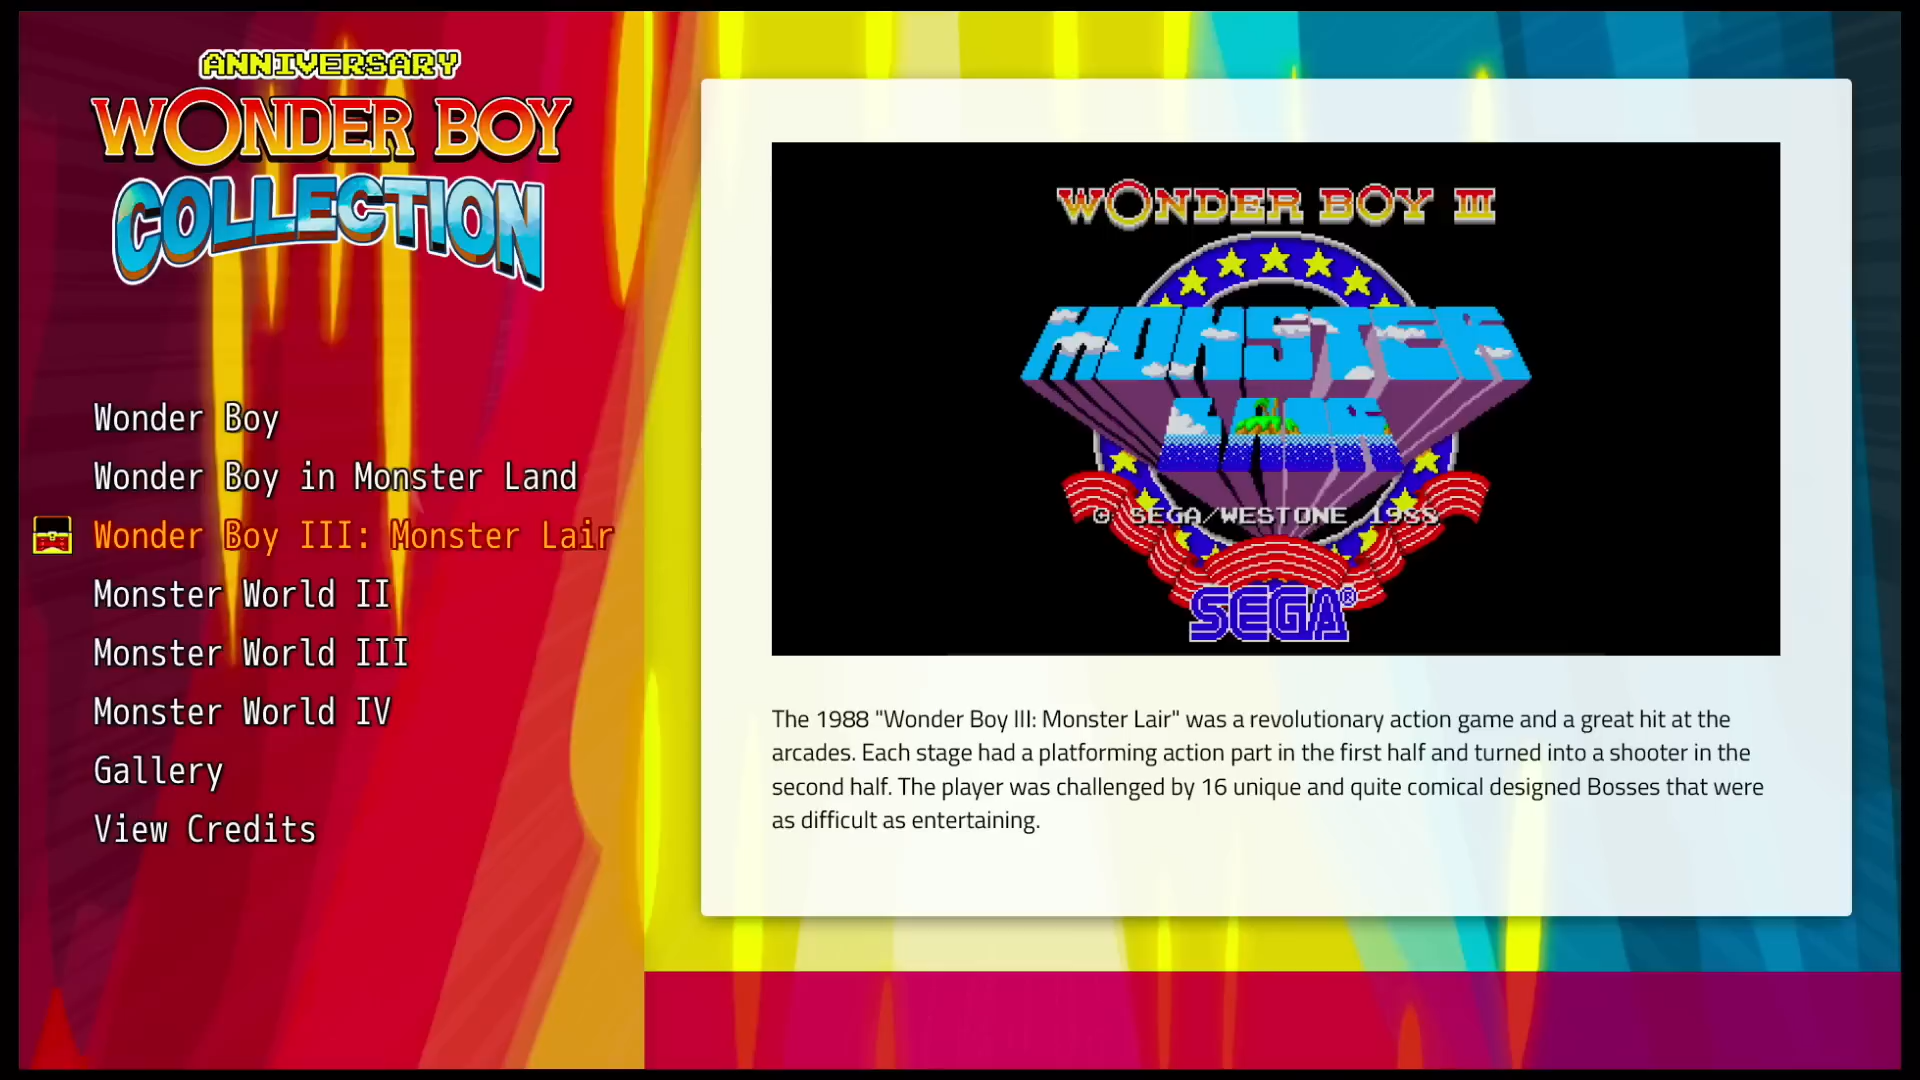 ANNIVERSARY
WONDER BOY
COLLECTION
Wonder Boy
Wonder Boy in Monster Land
Wonder Boy III: Monster Lair
Monster World II
Monster World III
Monster World IV
Gallery
View Credits
WONDER BOY III
MONSTER
LAIR
© SEGA/WESTONE 1988
SEGA®
The 1988 "Wonder Boy III: Monster Lair" was a revolutionary action game and a great hit at the
arcades. Each stage had a platforming action part in the first half and turned into a shooter in the
second half. The player was challenged by 16 unique and quite comical designed Bosses that were
as difficult as entertaining.